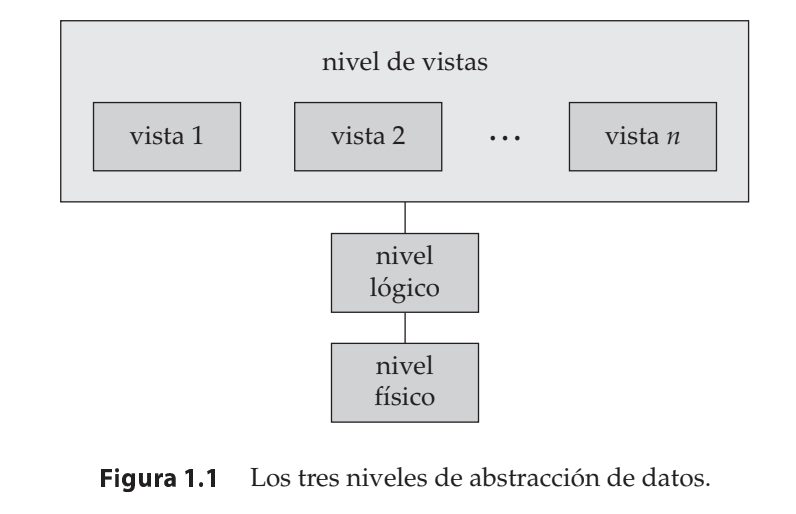 nivel de vistas
vista 1
vista 2
...
vista n
nivel
lógico
nivel
físico
Figura 1.1 Los tres niveles de abstracción de datos.